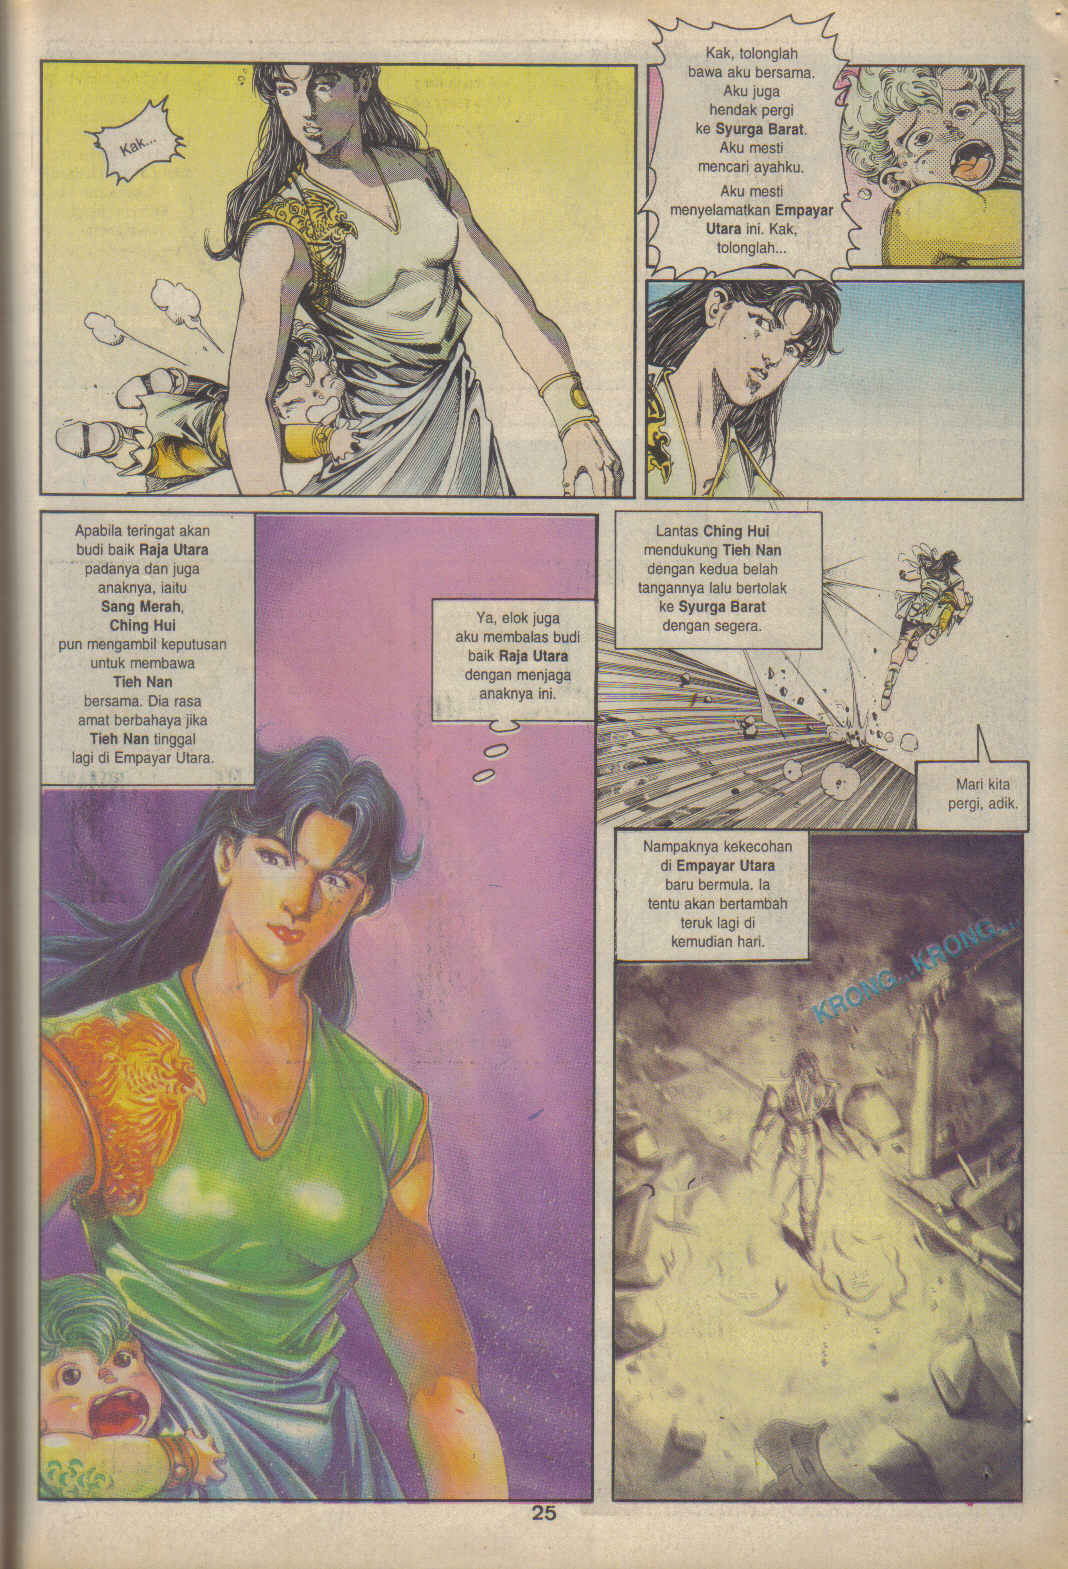 Kak...
Kak, tolonglah
bawa aku bersama.
Aku juga
hendak pergi
ke Syurga Barat.
Aku mesti
mencari ayahku.
Aku mesti
menyelamatkan Empayar
Utara ini. Kak,
tolonglah...
Apabila teringat akan
budi baik Raja Utara
padanya dan juga
anaknya, iaitu
Sang Merah,
Ching Hui
pun mengambil keputusan
untuk membawa
Tieh Nan
bersama. Dia rasa
amat berbahaya jika
Tieh Nan tinggal
lagi di Empayar Utara.
Ya, elok juga
aku membalas budi
baik Raja Utara
dengan menjaga
anaknya ini.
Lantas Ching Hui
mendukung Tieh Nan
dengan kedua belah
tangannya lalu bertolak
ke Syurga Barat
dengan segera.
Mari kita
pergi, adik.
Nampaknya kekecohan
di Empayar Utara
baru bermula. Ia
tentu akan bertambah
teruk lagi di
kemudian hari.
KRONG... KRONG...
25